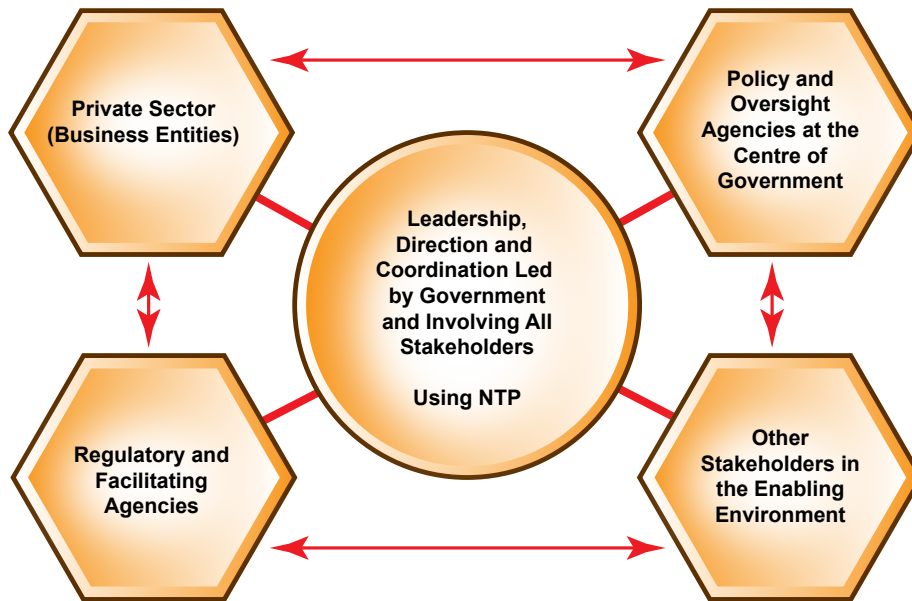 Private Sector
(Business Entities)
Policy and
Oversight
Agencies at the
Centre of
Government
Leadership,
Direction and
Coordination Led
by Government
and Involving All
Stakeholders
Using NTP
Regulatory and
Facilitating
Agencies
Other
Stakeholders in
the Enabling
Environment